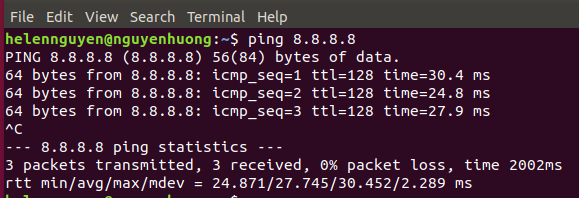 File Edit View Search Terminal Help
helennguyen@nguyenhuong:~$ ping 8.8.8.8
PING 8.8.8.8 (8.8.8.8) 56(84) bytes of data.
64 bytes from 8.8.8.8: icmp_seq=1 ttl=128 time=30.4 ms
64 bytes from 8.8.8.8: icmp_seq=2 ttl=128 time=24.8 ms
64 bytes from 8.8.8.8: icmp_seq=3 ttl=128 time=27.9 ms
^C
--- 8.8.8.8 ping statistics ---
3 packets transmitted, 3 received, 0% packet loss, time 2002ms
rtt min/avg/max/mdev = 24.871/27.745/30.452/2.289 ms